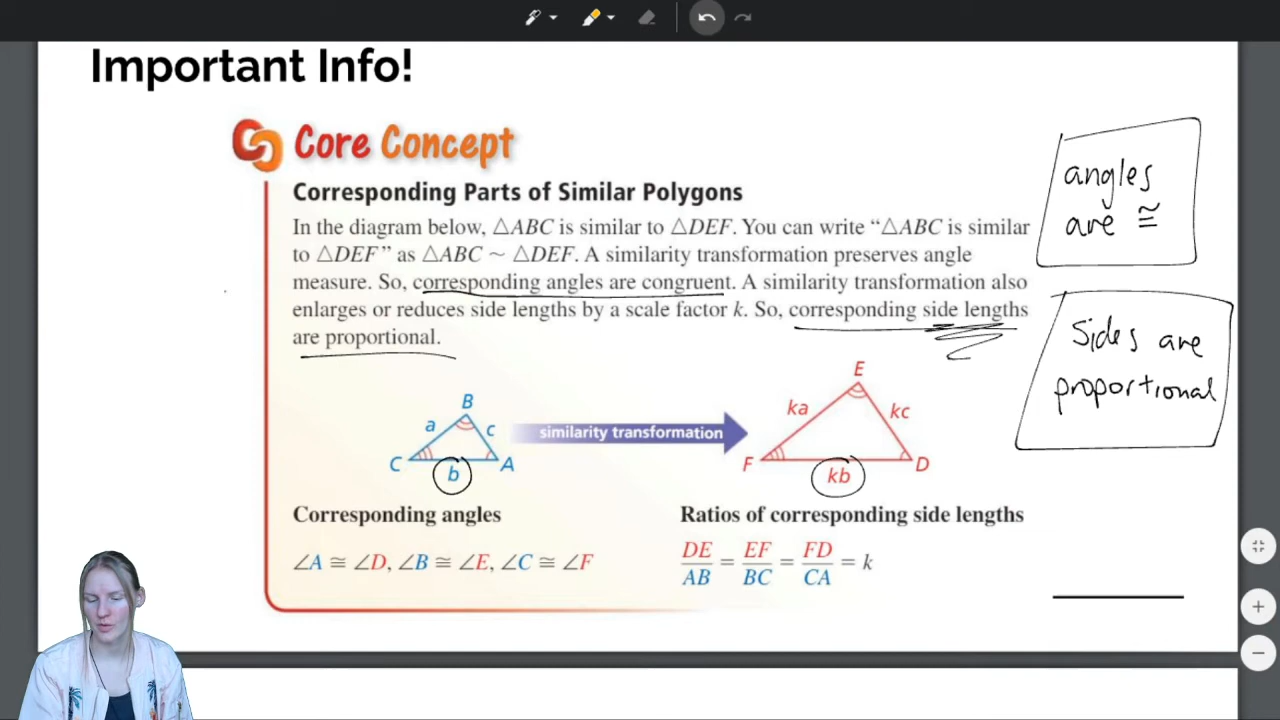 Important Info!
Core Concept
Corresponding Parts of Similar Polygons
In the diagram below, △ABC is similar to △DEF. You can write “△ABC is similar
to △DEF” as △ABC ~ △DEF. A similarity transformation preserves angle
measure. So, corresponding angles are congruent. A similarity transformation also
enlarges or reduces side lengths by a scale factor k. So, corresponding side lengths
are proportional.
angles
are ≅
Sides are
proportional
B
a
c
C
b
A
similarity transformation
E
ka
kc
F
kb
D
Corresponding angles
∠A ≅ ∠D, ∠B ≅ ∠E, ∠C ≅ ∠F
Ratios of corresponding side lengths
DE/AB = EF/BC = FD/CA = k